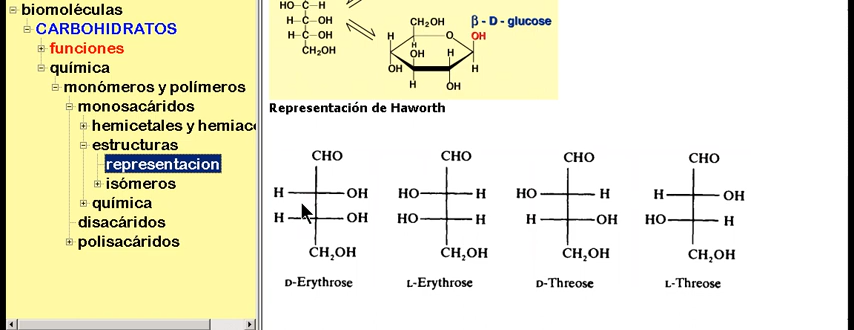 biomoléculas
CARBOHIDRATOS
funciones
química
monómeros y polímeros
monosacáridos
hemicetales y hemiac
estructuras
representacion
isómeros
química
disacáridos
polisacáridos
HO C H
H C OH
H C OH
CH₂OH
β - D - glucose
CH₂OH
H O OH
H
OH H
OH H
H OH
Representación de Haworth
CHO CHO CHO CHO
H OH HO H HO H H OH
H OH HO H H OH HO H
CH₂OH CH₂OH CH₂OH CH₂OH
D-Erythrose L-Erythrose D-Threose L-Threose